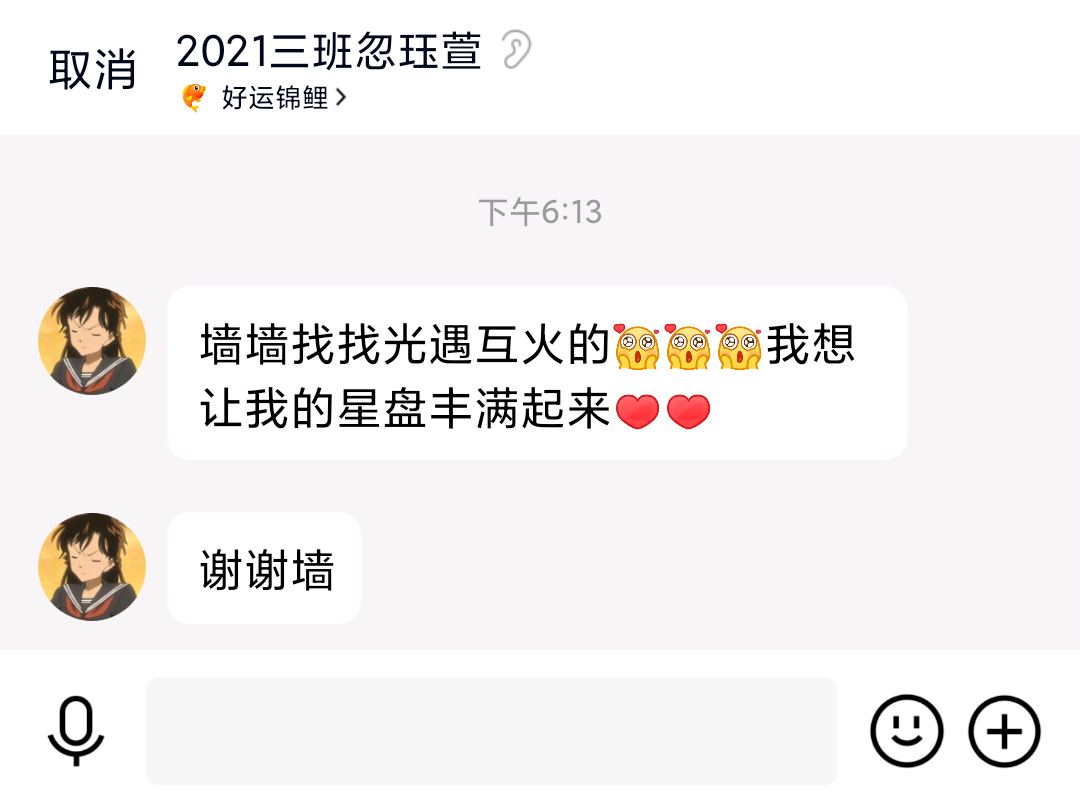 取消
2021三班忽玨萱
好运锦鲤
下午6:13
墙墙找找光遇互火的😍😍😍我想
让我的星盘丰满起来❤❤
谢谢墙